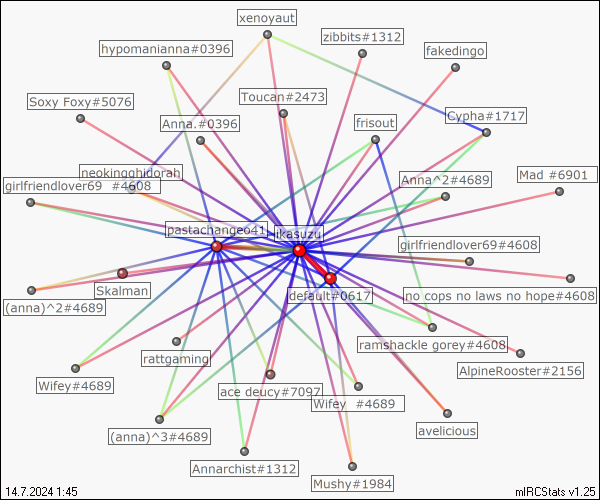 xenoyaut
zibbits#1312
hypomanianna#0396
fakedingo
Toucan#2473
Soxy Foxy#5076
Cypha#1717
Anna.#0396
frisout
neokingghidorah
Mad #6901
girlfriendlover69 #4608
Anna^2#4689
pastachangeo41
ikasuzu
girlfriendlover69#4608
Skalman
default#0617
no cops no laws no hope#4608
(anna)^2#4689
ramshackle gorey#4608
rattgaming
AlpineRooster#2156
Wifey#4689
ace deucy#7097
Wifey #4689
avelicious
(anna)^3#4689
Annarchist#1312
Mushy#1984
14.7.2024 1:45
mIRCStats v1.25